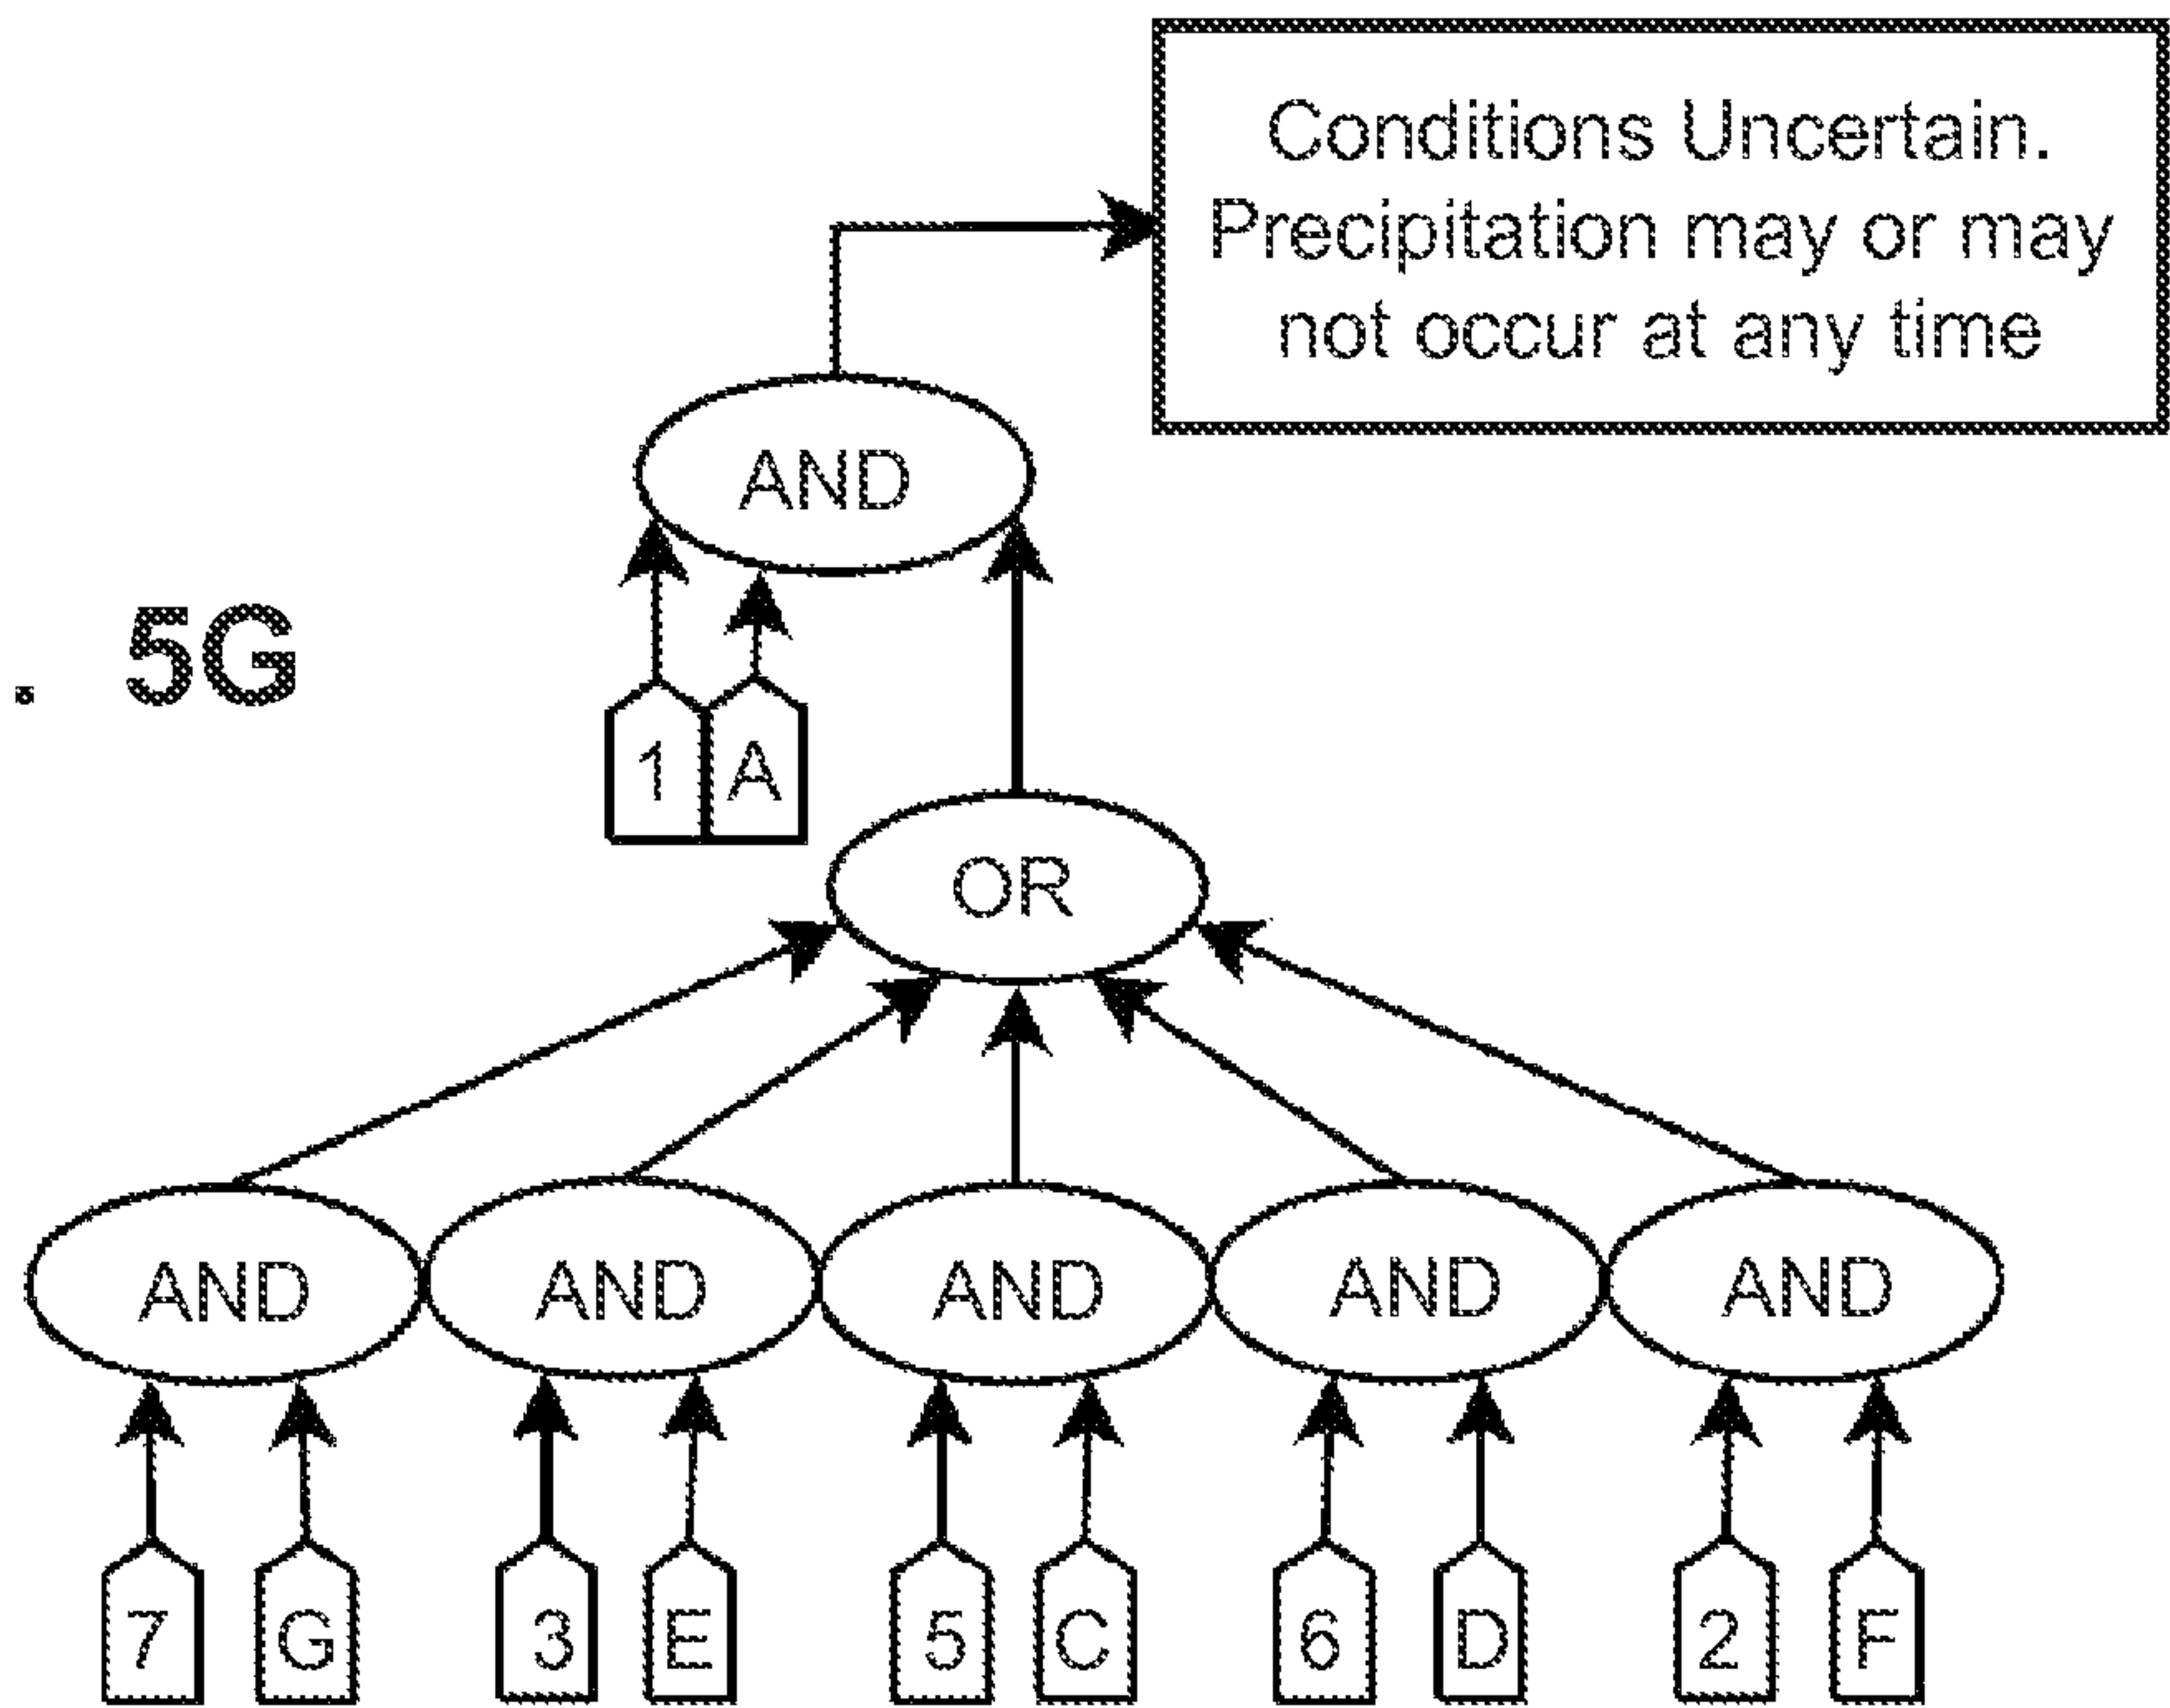 Conditions Uncertain.
Precipitation may or may
not occur at any time
AND
. 5G
1 A
OR
AND AND AND AND AND
7 G 3 E 5 C 6 D 2 F